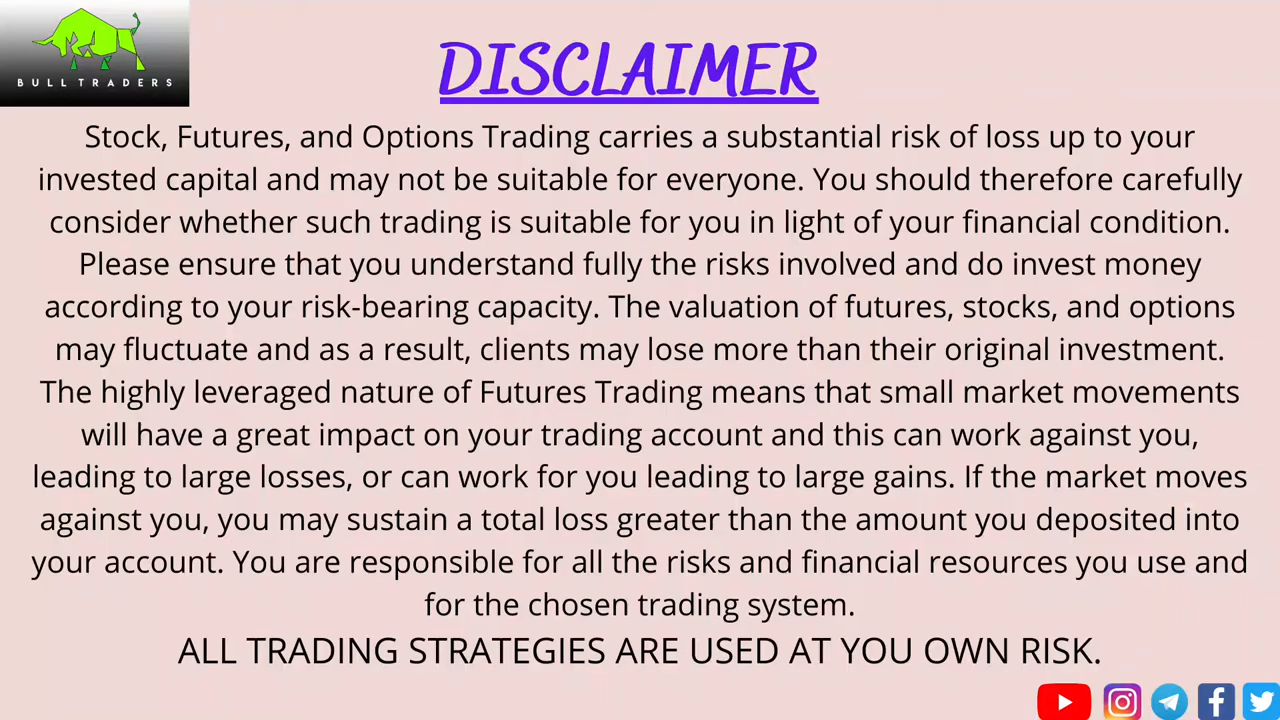 BULL TRADERS
DISCLAIMER
Stock, Futures, and Options Trading carries a substantial risk of loss up to your
invested capital and may not be suitable for everyone. You should therefore carefully
consider whether such trading is suitable for you in light of your financial condition.
Please ensure that you understand fully the risks involved and do invest money
according to your risk-bearing capacity. The valuation of futures, stocks, and options
may fluctuate and as a result, clients may lose more than their original investment.
The highly leveraged nature of Futures Trading means that small market movements
will have a great impact on your trading account and this can work against you,
leading to large losses, or can work for you leading to large gains. If the market moves
against you, you may sustain a total loss greater than the amount you deposited into
your account. You are responsible for all the risks and financial resources you use and
for the chosen trading system.
ALL TRADING STRATEGIES ARE USED AT YOU OWN RISK.